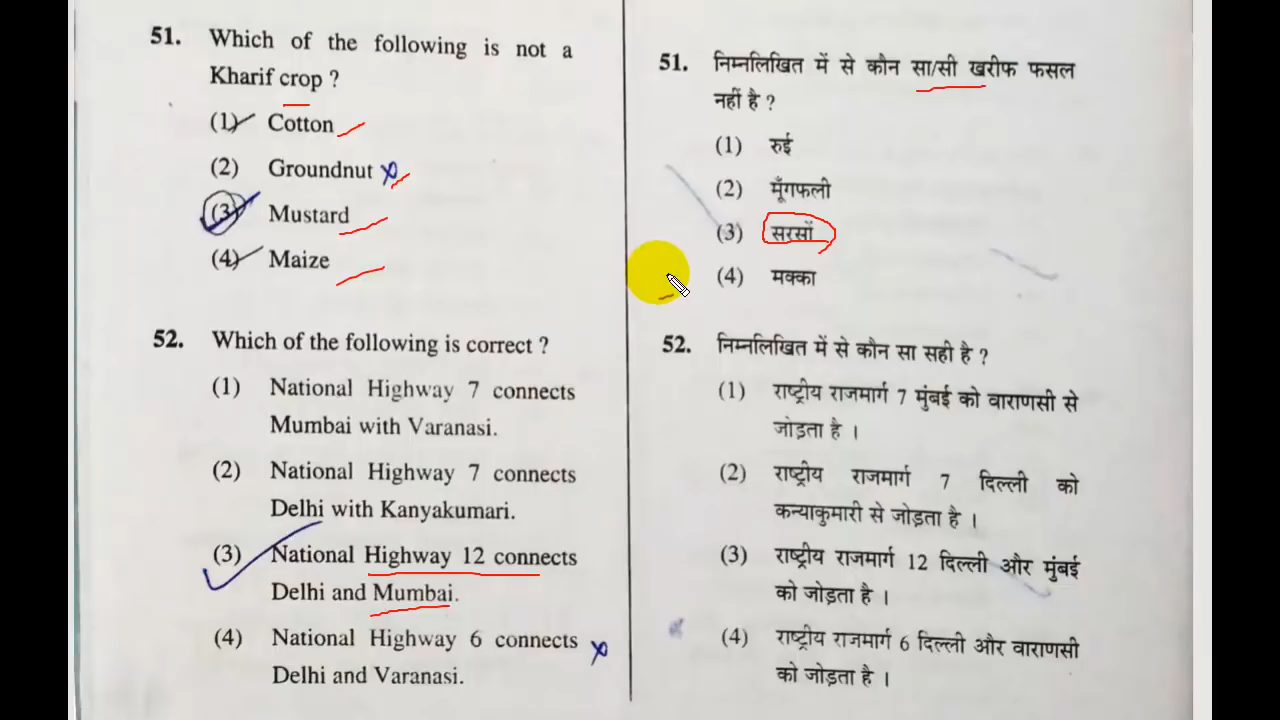 51. Which of the following is not a
Kharif crop ?
(1) Cotton
(2) Groundnut
(3) Mustard
(4) Maize
52. Which of the following is correct ?
(1) National Highway 7 connects
Mumbai with Varanasi.
(2) National Highway 7 connects
Delhi with Kanyakumari.
(3) National Highway 12 connects
Delhi and Mumbai.
(4) National Highway 6 connects
Delhi and Varanasi.
51. निम्नलिखित में से कौन सा/सी खरीफ फसल
नहीं है ?
(1) रुई
(2) मूँगफली
(3) सरसों
(4) मक्का
52. निम्नलिखित में से कौन सा सही है ?
(1) राष्ट्रीय राजमार्ग 7 मुंबई को वाराणसी से
जोड़ता है ।
(2) राष्ट्रीय राजमार्ग 7 दिल्ली को
कन्याकुमारी से जोड़ता है ।
(3) राष्ट्रीय राजमार्ग 12 दिल्ली और मुंबई
को जोड़ता है ।
(4) राष्ट्रीय राजमार्ग 6 दिल्ली और वाराणसी
को जोड़ता है ।